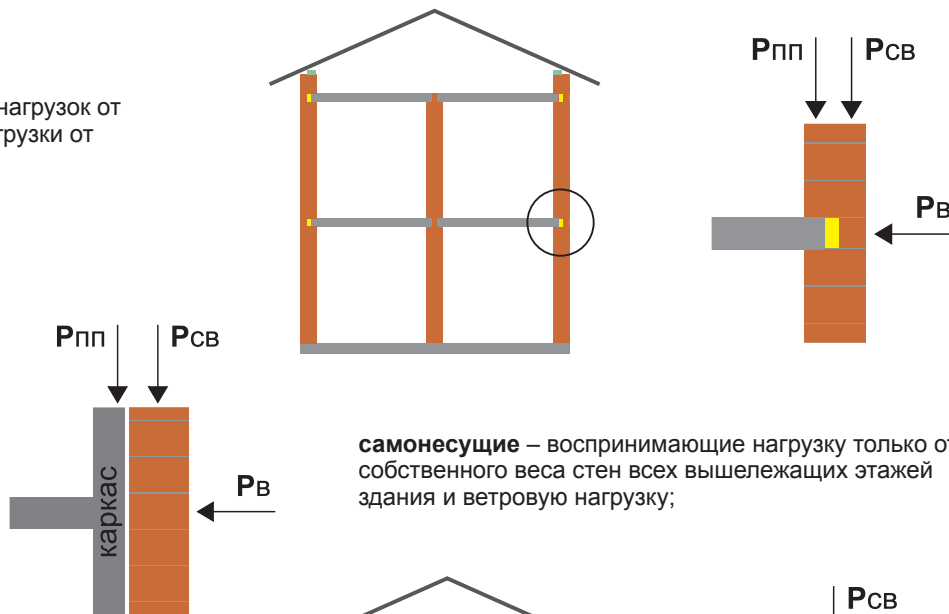 Pпп
Pсв
нагрузок от
грузки от
Pв
Pпп
Pсв
каркас
Pв
самонесущие – воспринимающие нагрузку только от
собственного веса стен всех вышележащих этажей
здания и ветровую нагрузку;
Pсв